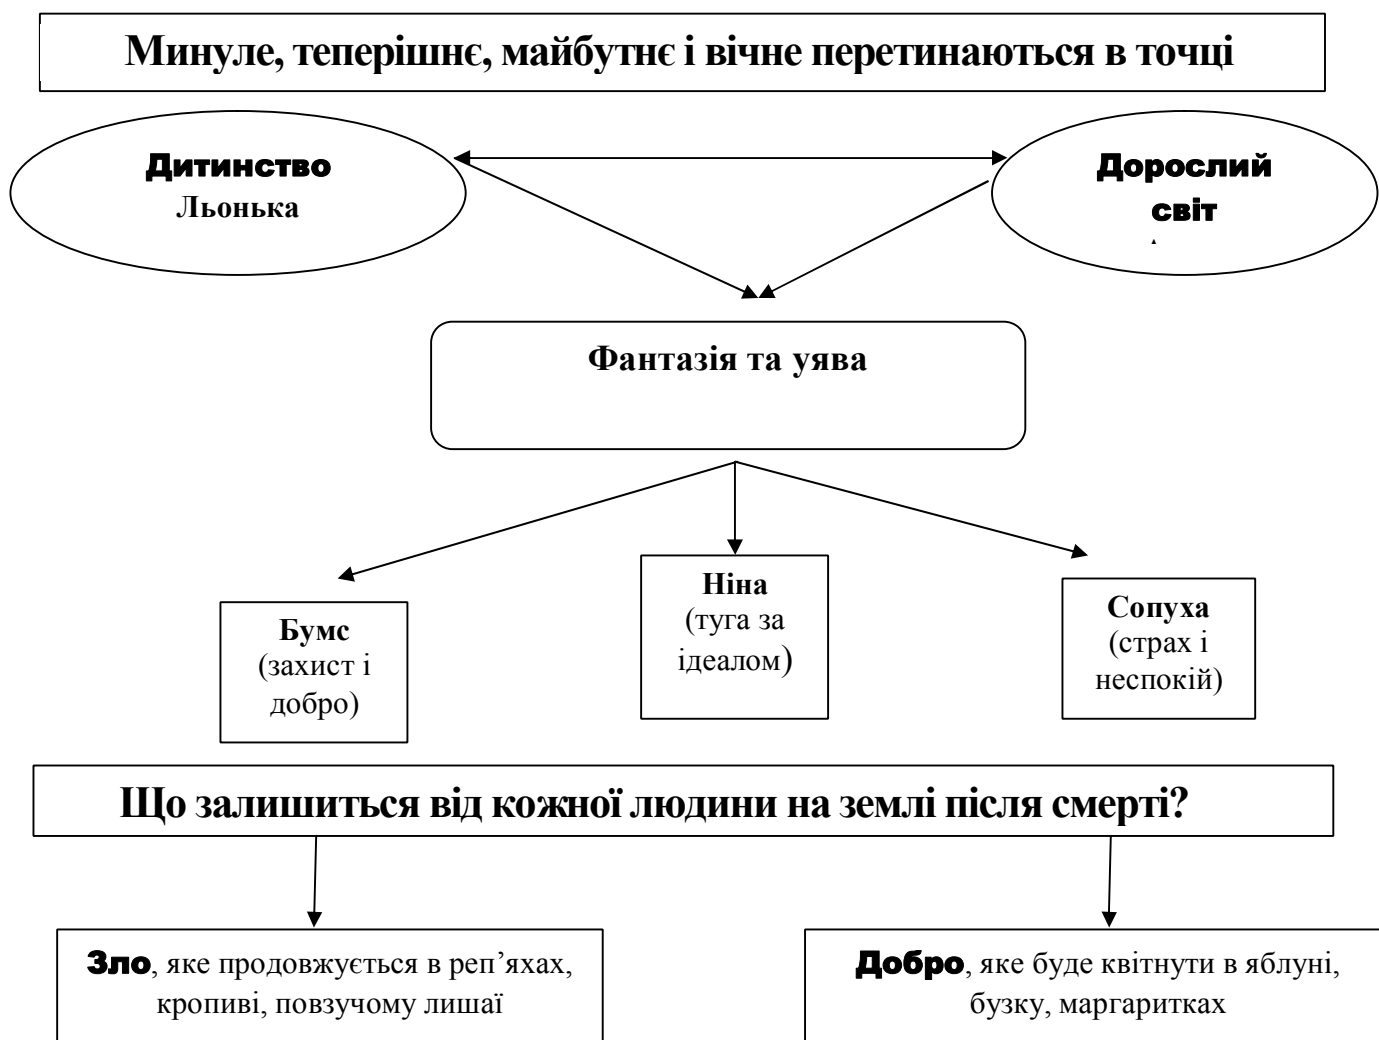 Минуле, теперішнє, майбутнє і вічне перетинаються в точці
Дитинство
Льонька
Дорослий
світ
Фантазія та уява
Бумс
(захист і
добро)
Ніна
(туга за
ідеалом)
Сопуха
(страх і
неспокій)
Що залишиться від кожної людини на землі після смерті?
Зло, яке продовжується в реп’яхах,
кропиві, повзучому лишаї
Добро, яке буде квітнути в яблуні,
бузку, маргаритках